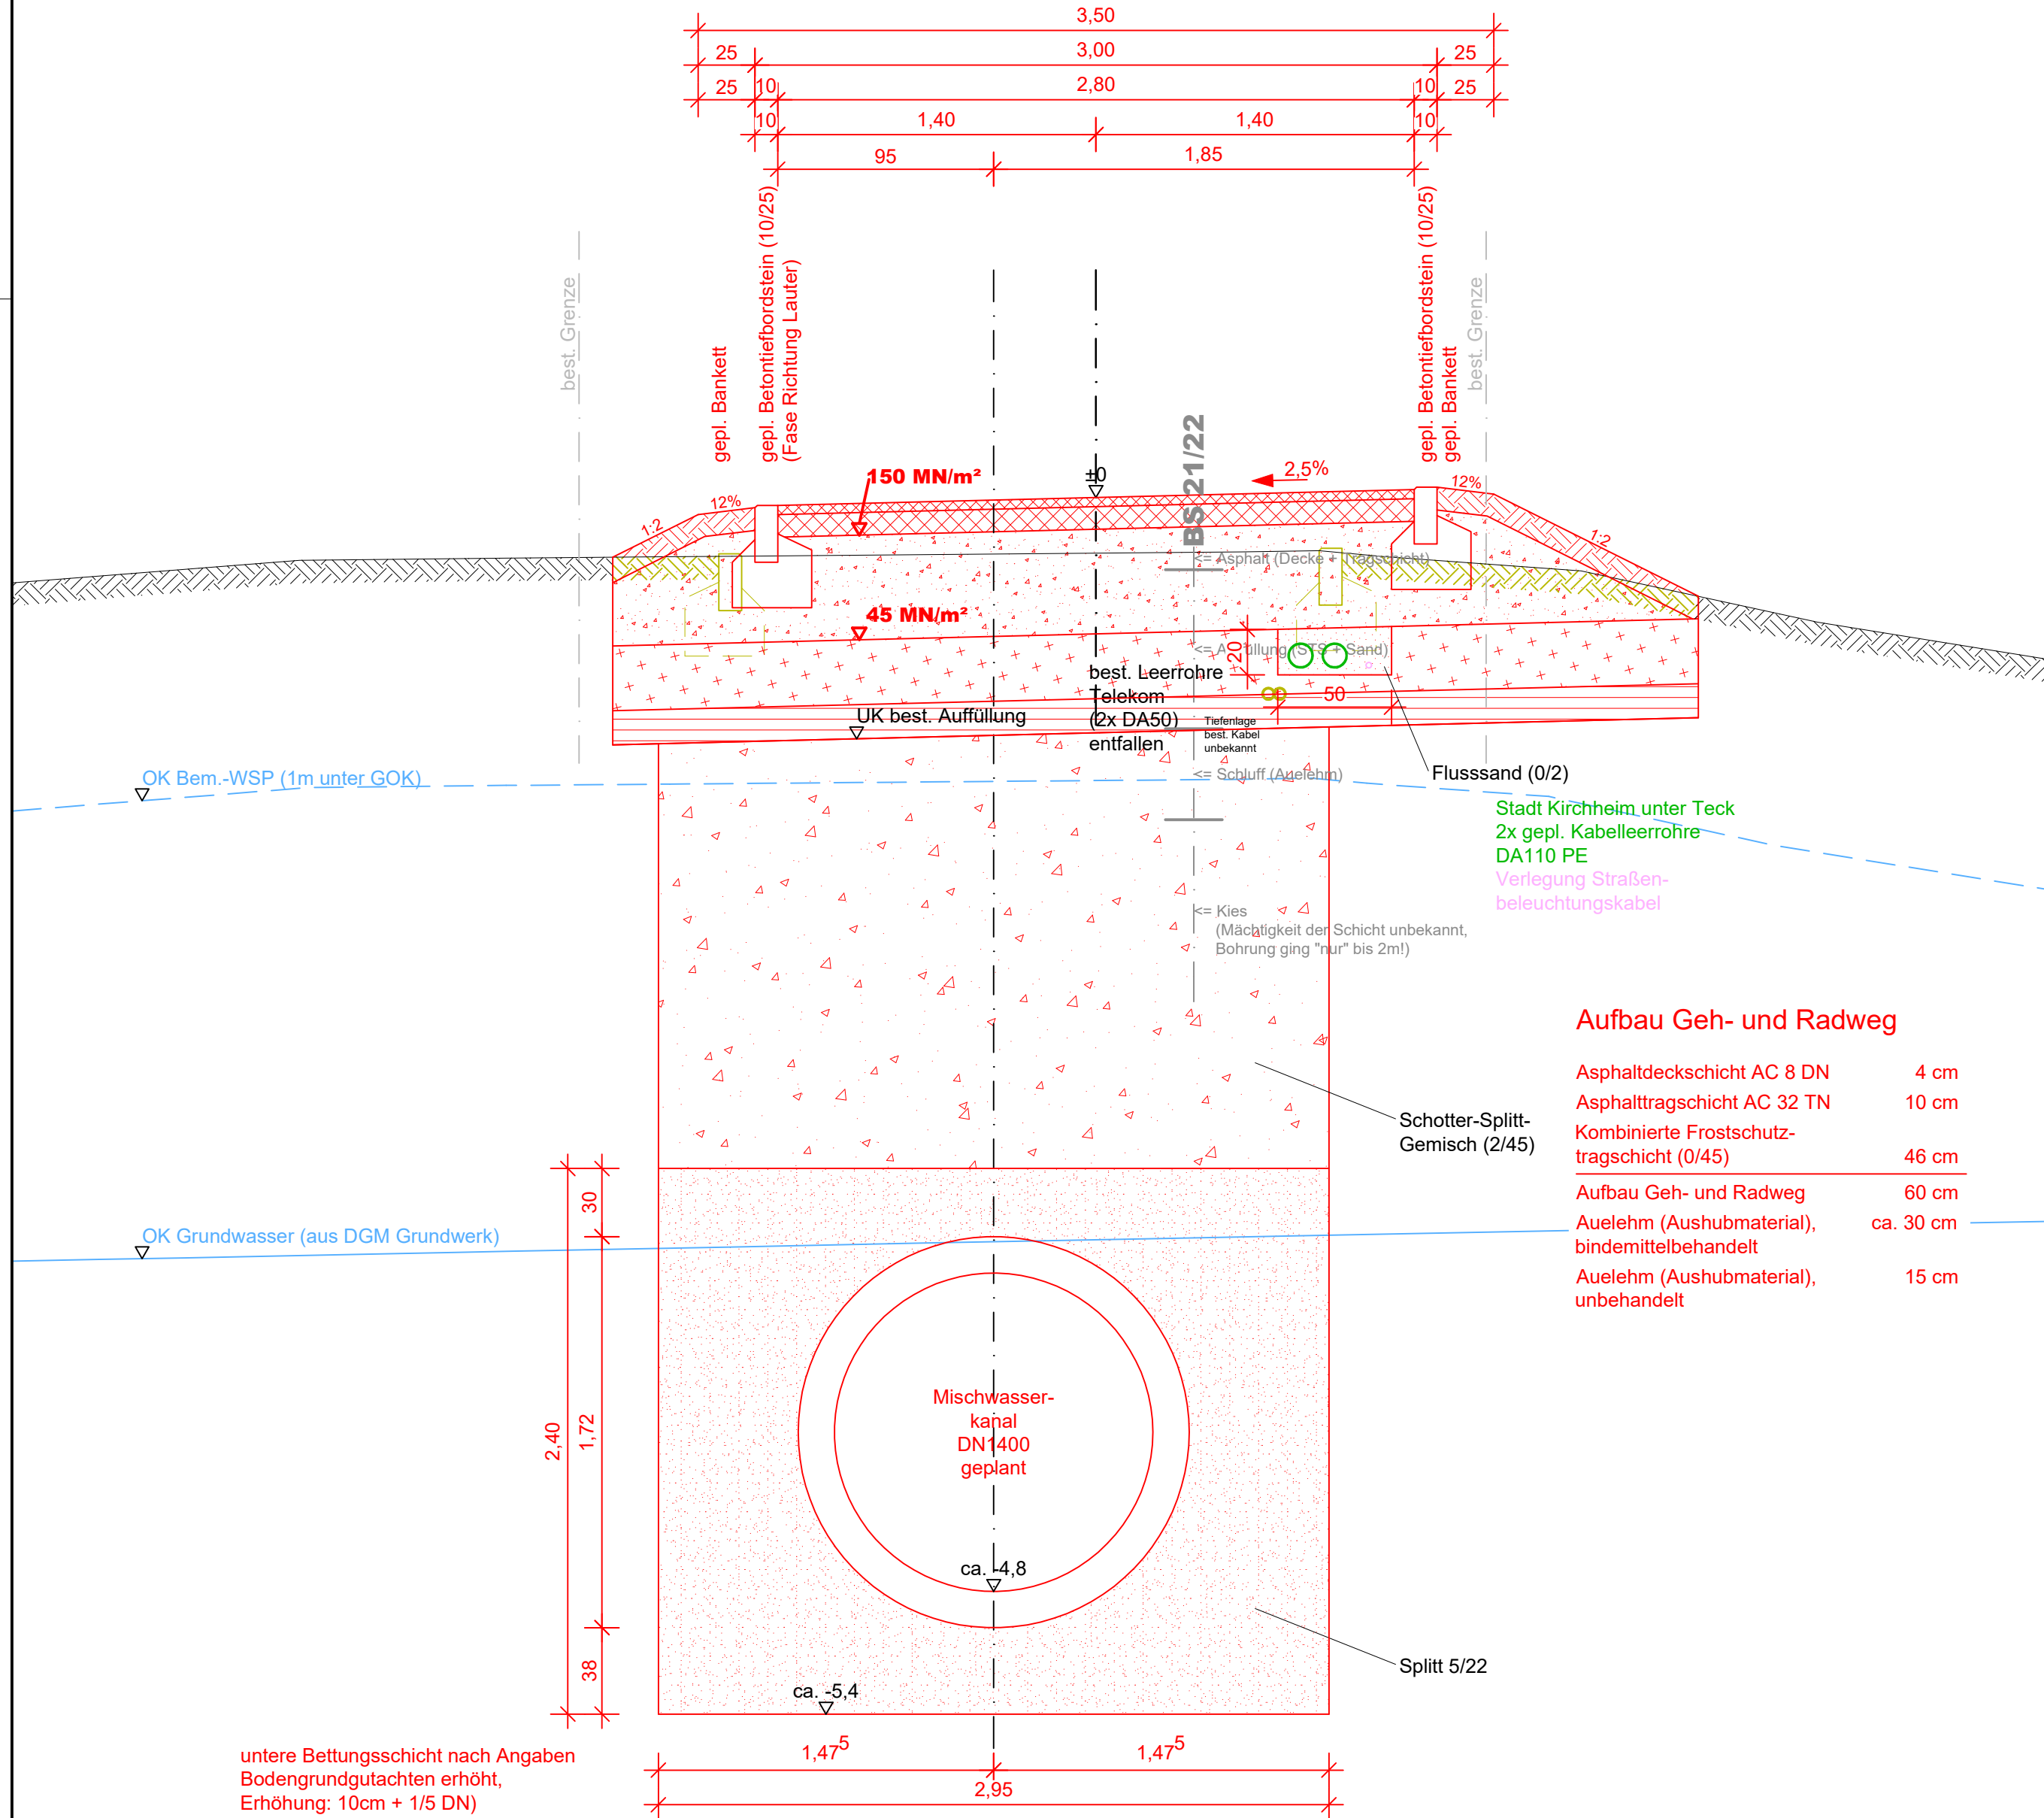 3,50
25
3,00
25
25
10
2,80
10
25
10
1,40
1,40
10
95
1,85
best. Grenze
gepl. Bankett
gepl. Betontiefbordstein (10/25)
(Fase Richtung Lauter)
BS 21/22
gepl. Betontiefbordstein (10/25)
gepl. Bankett
best. Grenze
150 MN/m²
±0
2,5%
12%
12%
1:2
1:2
<= Asphalt (Decke + Tragschicht)
45 MN/m²
<= Auffüllung (STS + Sand)
20
best. Leerrohre
Telekom
(2x DA50)
entfallen
50
UK best. Auffüllung
Tiefenlage
best. Kabel
unbekannt
OK Bem.-WSP (1m unter GOK)
<= Schluff (Auelehm)
Flusssand (0/2)
Stadt Kirchheim unter Teck
2x gepl. Kabelleerrohre
DA110 PE
Verlegung Straßen-
beleuchtungskabel
<= Kies
(Mächtigkeit der Schicht unbekannt,
Bohrung ging "nur" bis 2m!)
Aufbau Geh- und Radweg
Asphaltdeckschicht AC 8 DN 4 cm
Asphalttragschicht AC 32 TN 10 cm
Kombinierte Frostschutz-
tragschicht (0/45) 46 cm
Aufbau Geh- und Radweg 60 cm
Auelehm (Aushubmaterial), ca. 30 cm
bindemittelbehandelt
Auelehm (Aushubmaterial), 15 cm
unbehandelt
Schotter-Splitt-
Gemisch (2/45)
30
OK Grundwasser (aus DGM Grundwerk)
2,40
1,72
Mischwasser-
kanal
DN1400
geplant
ca. -4,8
38
Splitt 5/22
ca. -5,4
1,47⁵
1,47⁵
2,95
untere Bettungsschicht nach Angaben
Bodengrundgutachten erhöht,
Erhöhung: 10cm + 1/5 DN)